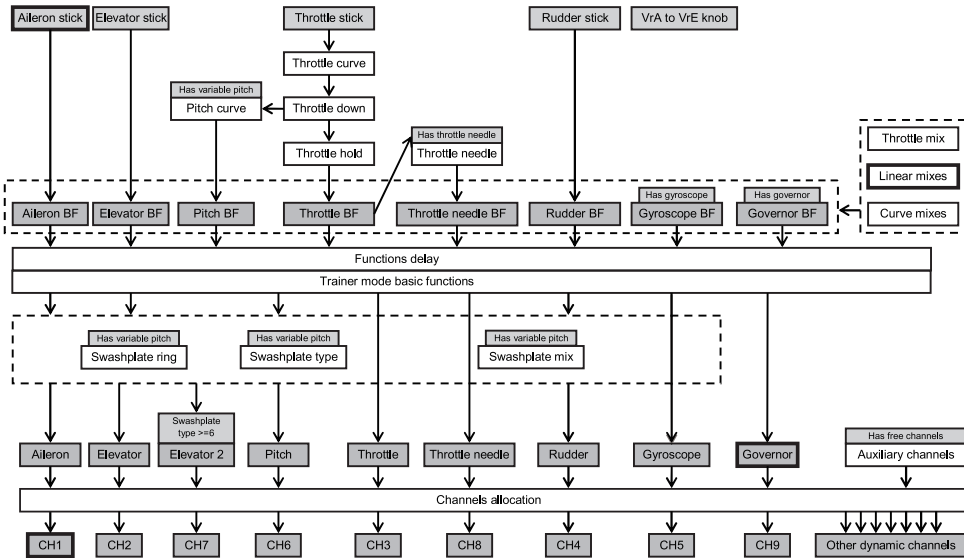 Aileron stick
Elevator stick
Throttle stick
Rudder stick
VrA to VrE knob
Throttle curve
Has variable pitch
Pitch curve
Throttle down
Throttle hold
Has throttle needle
Throttle needle
Throttle mix
Linear mixes
Curve mixes
Aileron BF
Elevator BF
Pitch BF
Throttle BF
Throttle needle BF
Rudder BF
Has gyroscope
Gyroscope BF
Has governor
Governor BF
Functions delay
Trainer mode basic functions
Has variable pitch
Swashplate ring
Has variable pitch
Swashplate type
Has variable pitch
Swashplate mix
Swashplate
type >=6
Aileron
Elevator
Elevator 2
Pitch
Throttle
Throttle needle
Rudder
Gyroscope
Governor
Has free channels
Auxiliary channels
Channels allocation
CH1
CH2
CH7
CH6
CH3
CH8
CH4
CH5
CH9
Other dynamic channels